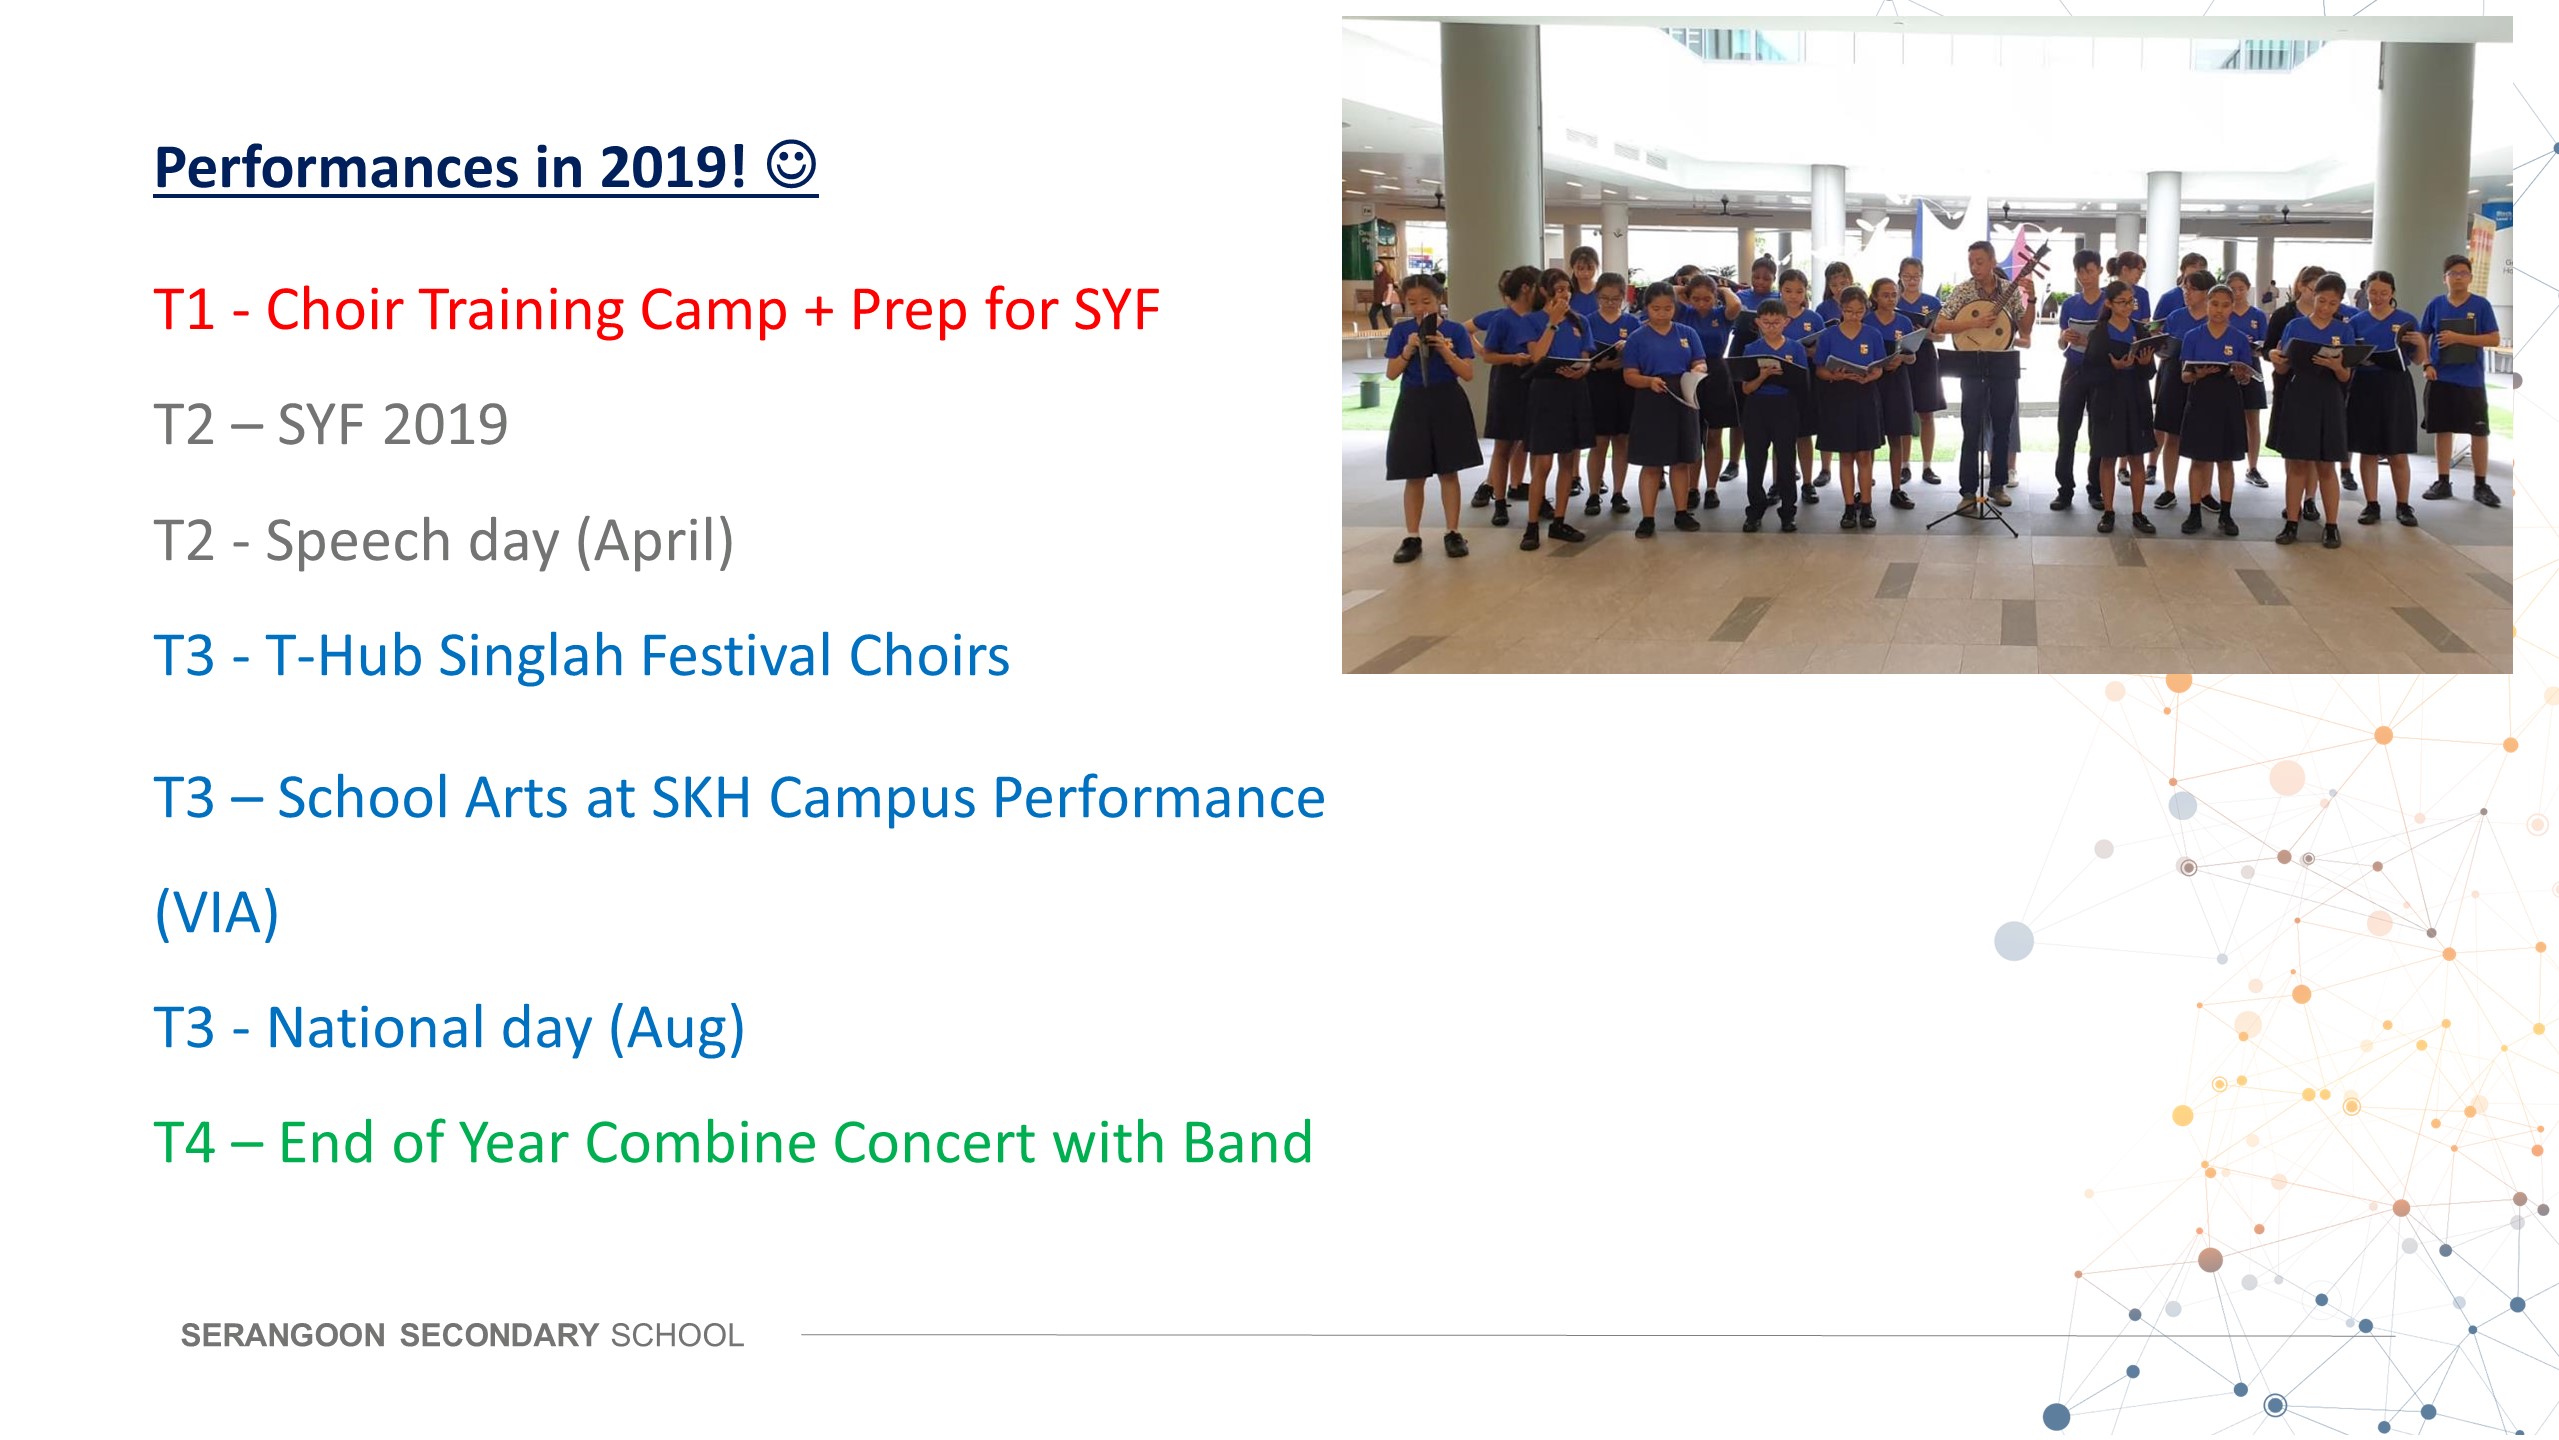 Performances in 2019! ☺
T1 - Choir Training Camp + Prep for SYF
T2 – SYF 2019
T2 - Speech day (April)
T3 - T-Hub Singlah Festival Choirs
T3 – School Arts at SKH Campus Performance
(VIA)
T3 - National day (Aug)
T4 – End of Year Combine Concert with Band
SERANGOON SECONDARY SCHOOL